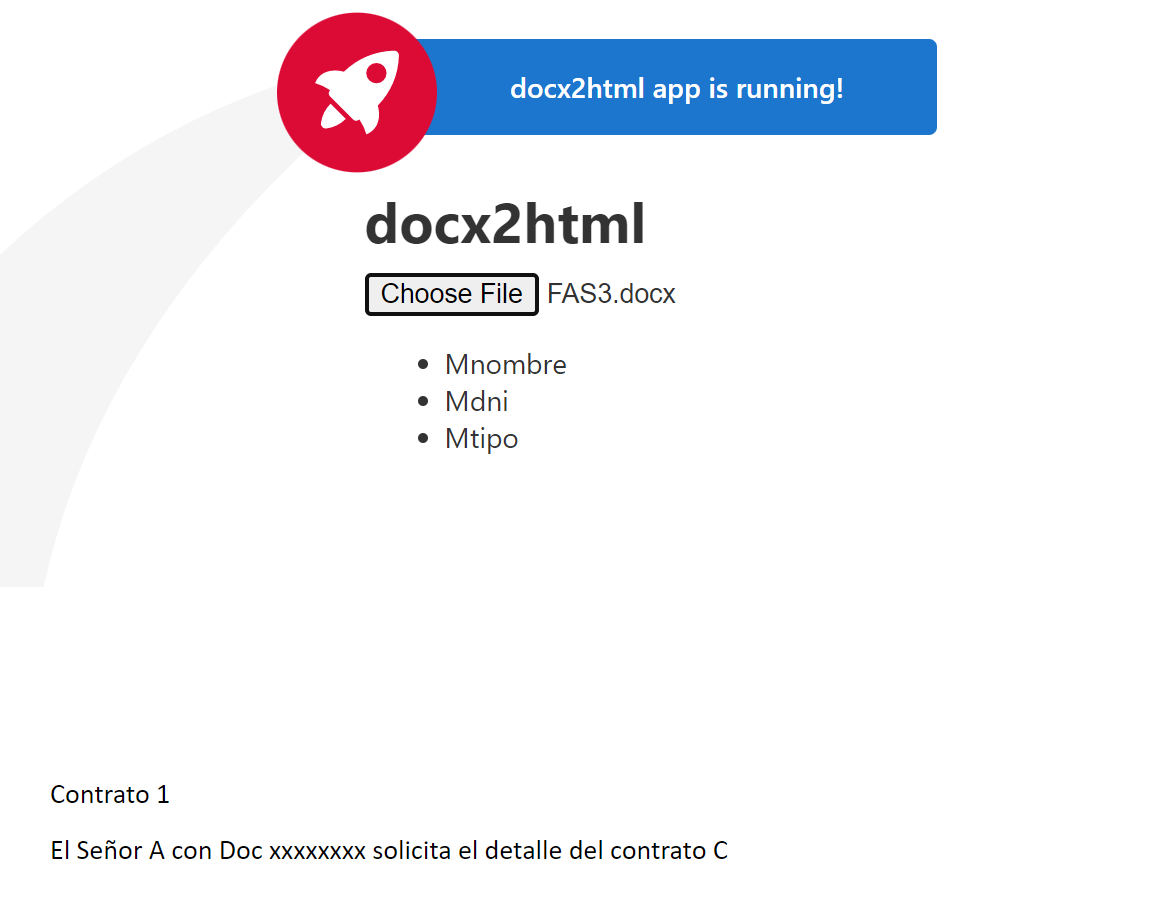 docx2html app is running!
docx2html
Choose File FAS3.docx
Mnombre
Mdni
Mtipo
Contrato 1
El Señor A con Doc xxxxxxxx solicita el detalle del contrato C